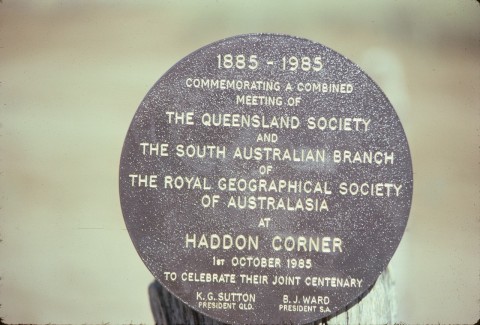 1885 - 1985
COMMEMORATING A COMBINED
MEETING OF
THE QUEENSLAND SOCIETY
AND
THE SOUTH AUSTRALIAN BRANCH
OF
THE ROYAL GEOGRAPHICAL SOCIETY
OF AUSTRALASIA
AT
HADDON CORNER
1ST OCTOBER 1985
TO CELEBRATE THEIR JOINT CENTENARY
K.G. SUTTON B.J. WARD
PRESIDENT QLD. PRESIDENT S.A.